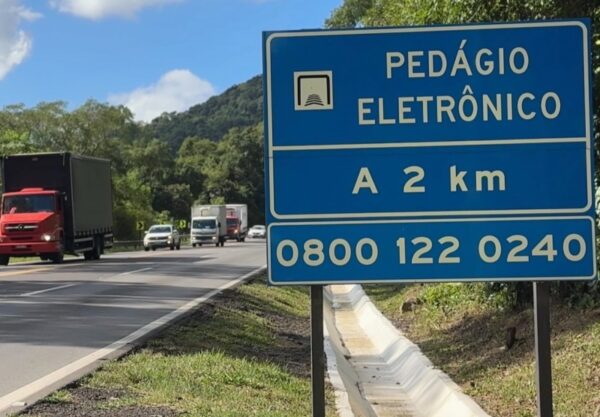 PEDÁGIO
ELETRÔNICO
A 2 km
0800 122 0240